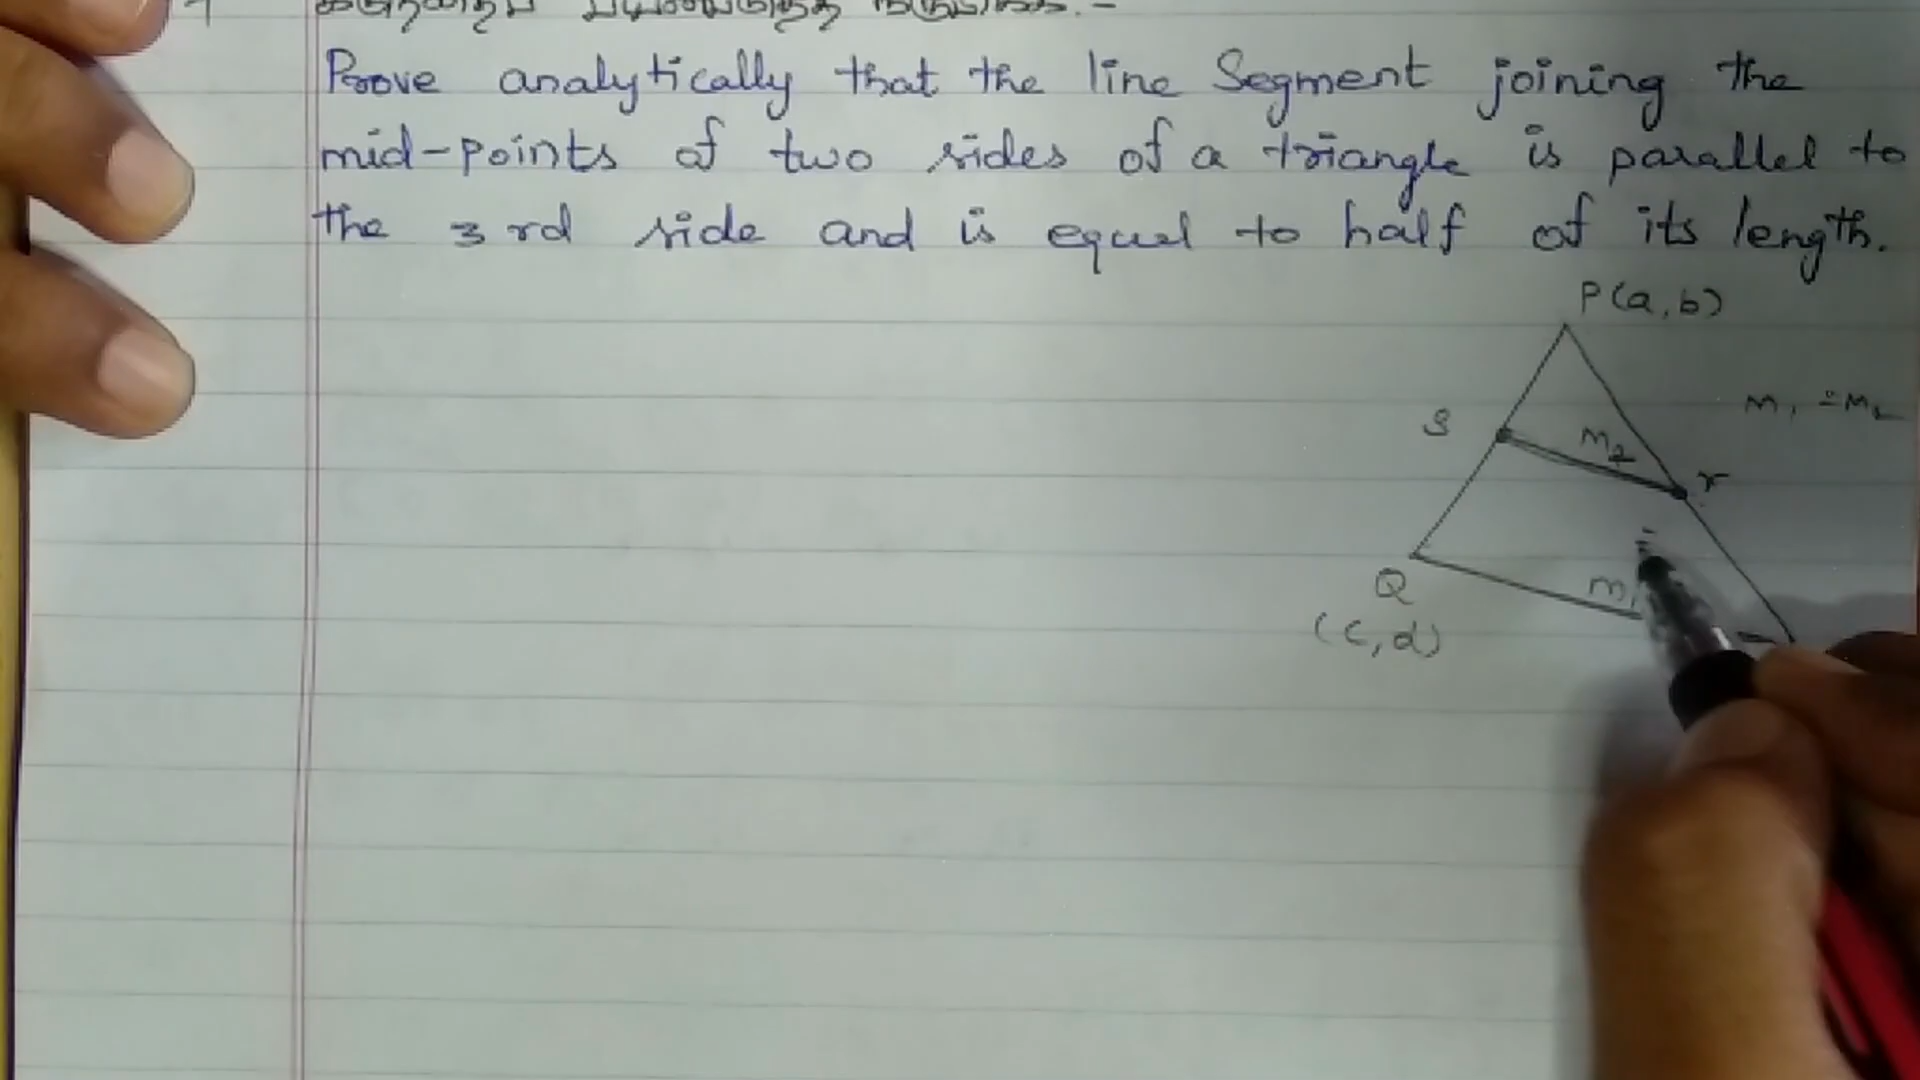 Prove analytically that the line Segment joining the
mid-points of two sides of a triangle is parallel to
the 3rd side and is equal to half of its length.
P(a,b)
m₁ = m₂
S
m₂
r
Q
m₁
(c,d)